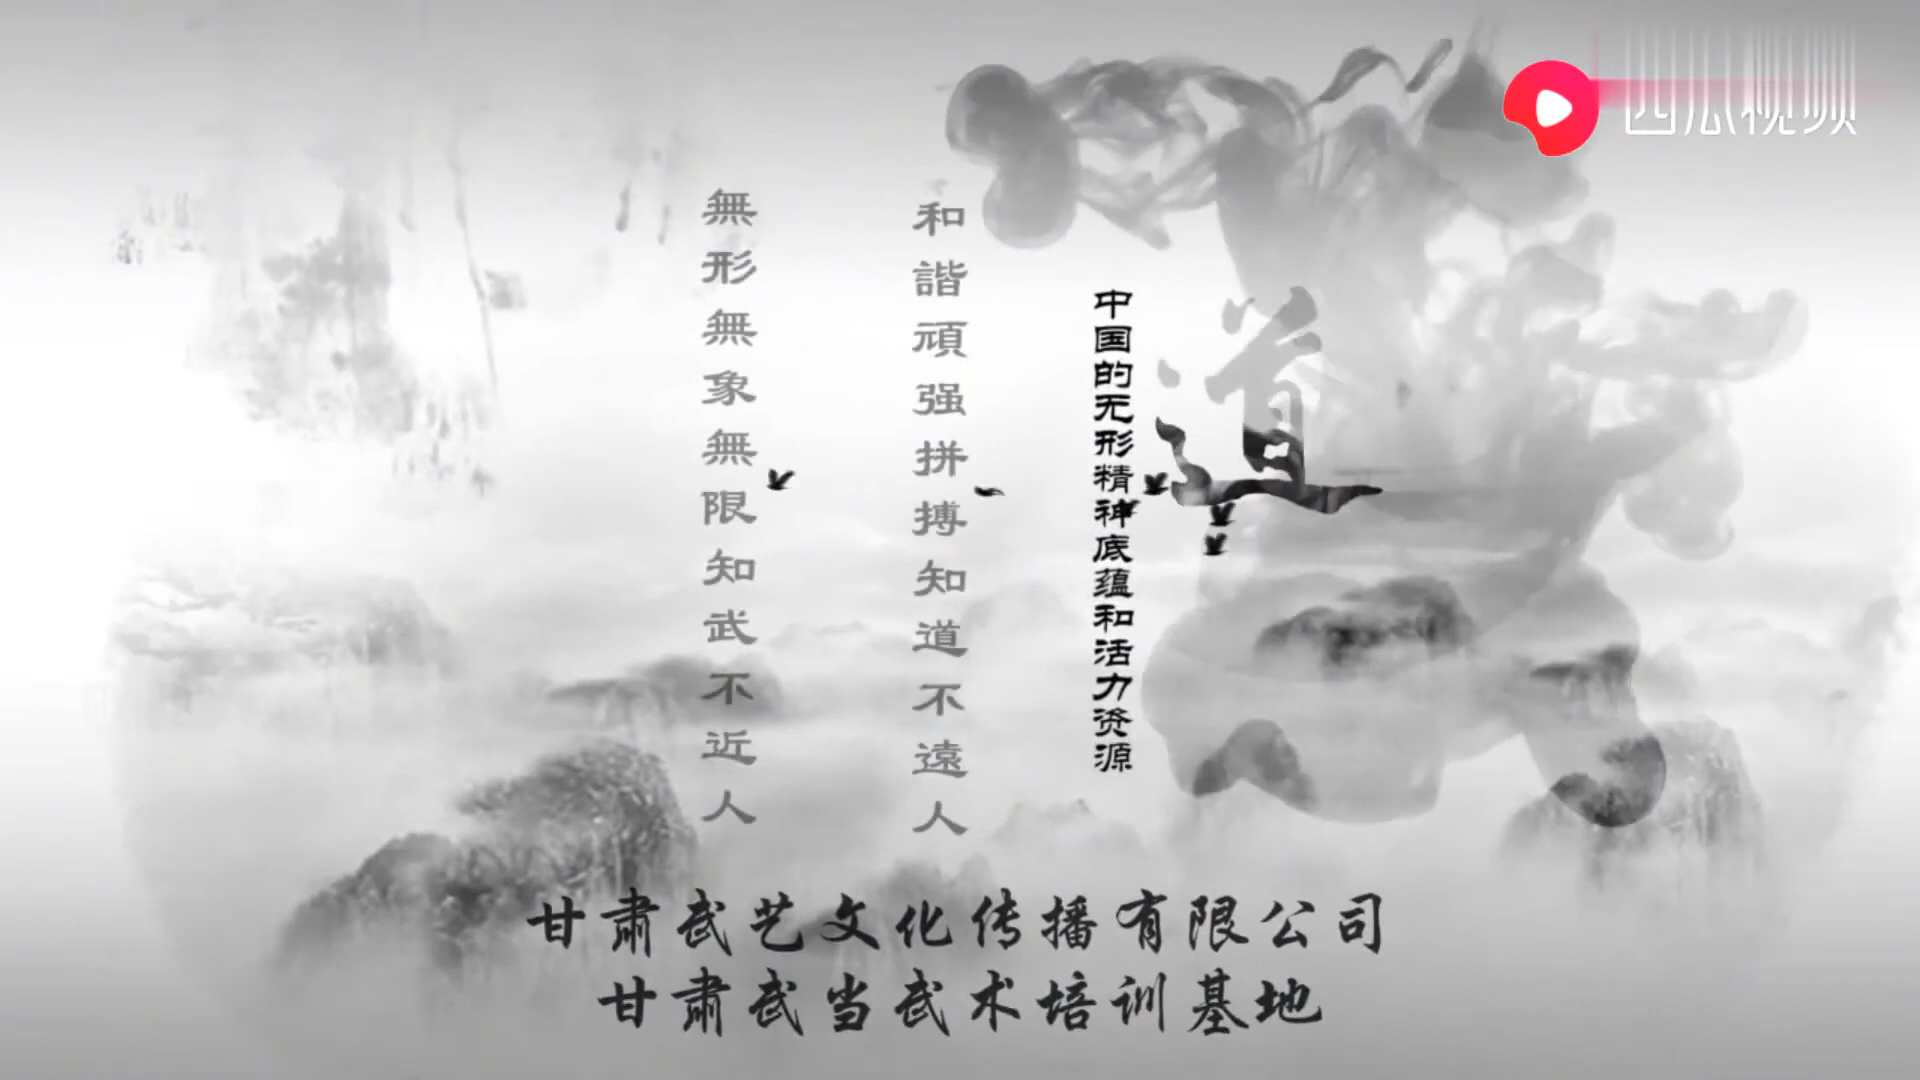 西瓜视频
道
中国的无形精神底蕴和活力资源
和諧頑强拼搏知道不遠人
無形無象無限知武不近人
甘肃武艺文化传播有限公司
甘肃武当武术培训基地